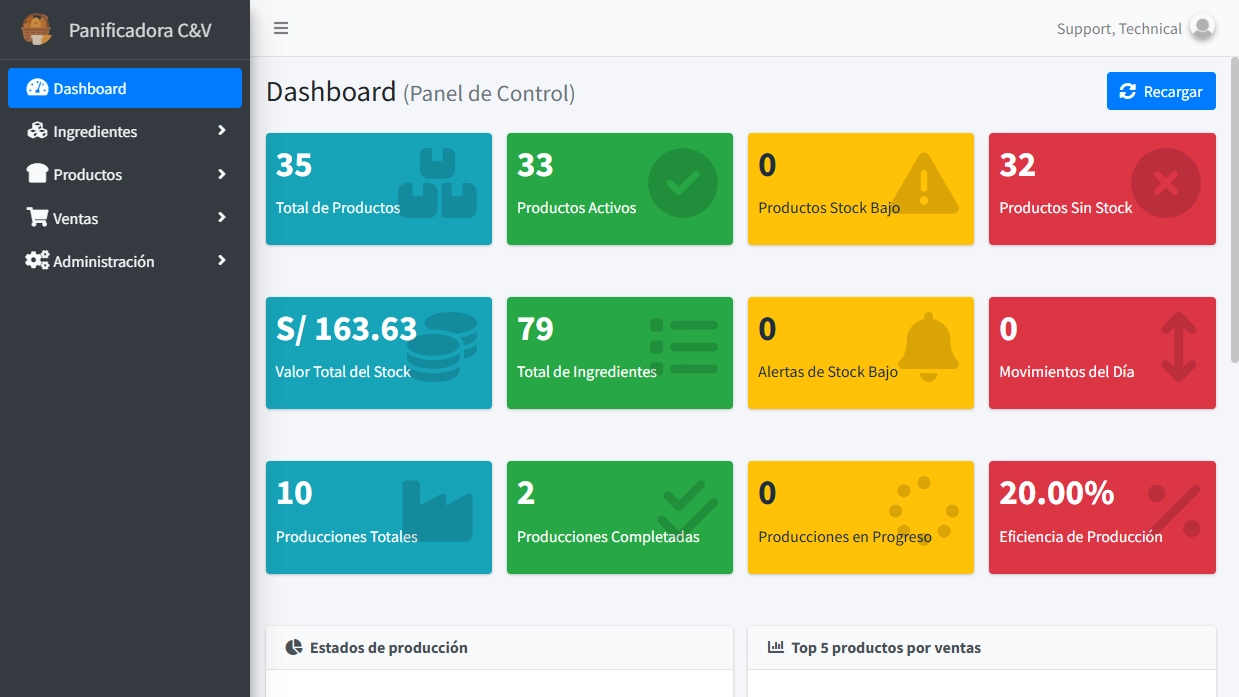 Panificadora C&V
Support, Technical
Dashboard
Ingredientes
Productos
Ventas
Administración
Dashboard (Panel de Control)
Recargar
35
Total de Productos
33
Productos Activos
0
Productos Stock Bajo
32
Productos Sin Stock
S/ 163.63
Valor Total del Stock
79
Total de Ingredientes
0
Alertas de Stock Bajo
0
Movimientos del Día
10
Producciones Totales
2
Producciones Completadas
0
Producciones en Progreso
20.00%
Eficiencia de Producción
Estados de producción
Top 5 productos por ventas